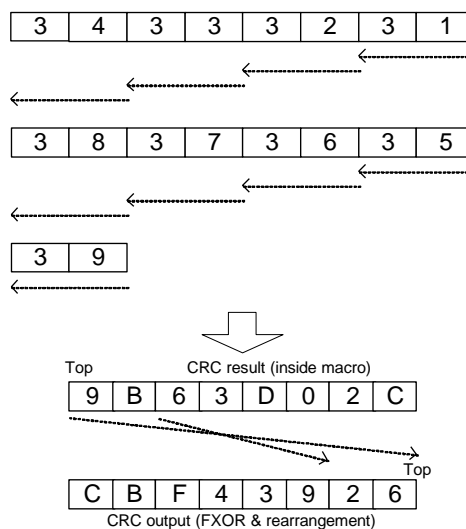 3 4 3 3 3 2 3 1
3 8 3 7 3 6 3 5
3 9
Top
CRC result (inside macro)
9 B 6 3 D 0 2 C
Top
C B F 4 3 9 2 6
CRC output (FXOR & rearrangement)